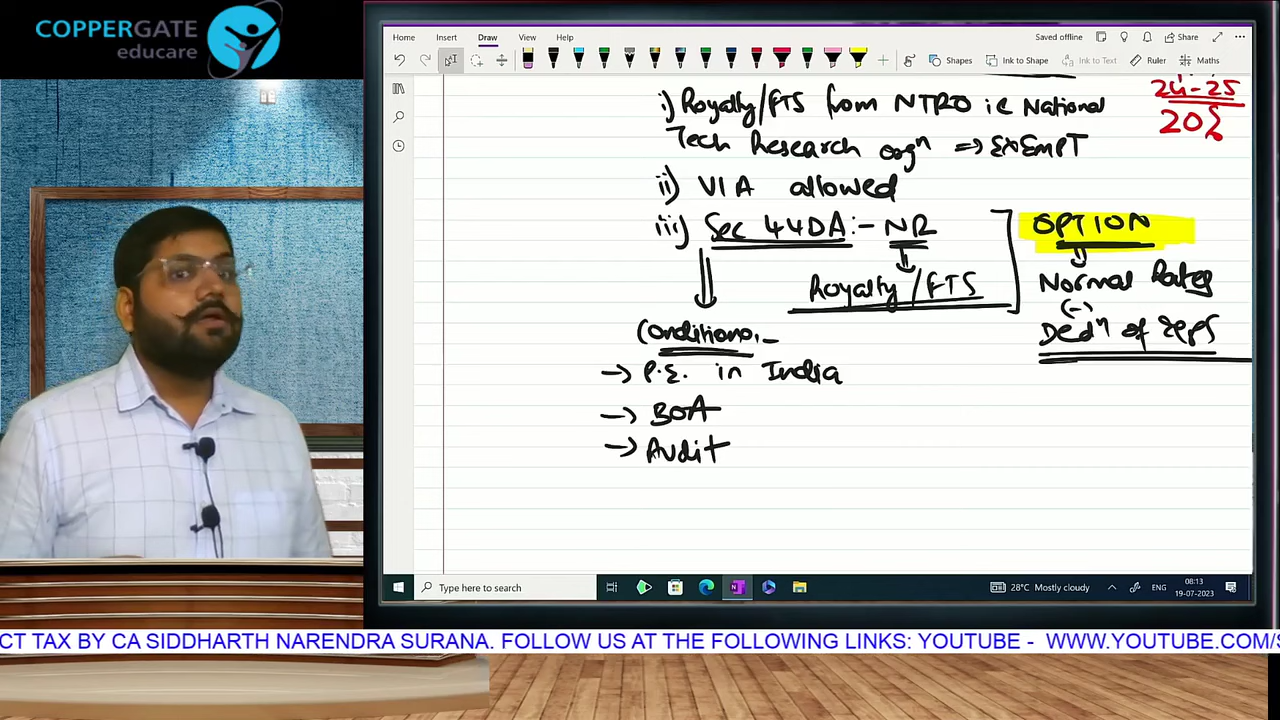 COPPERGATE
educare
Home Insert Draw View Help
Saved offline
Share
Shapes
Ink to Shape
Ink to Text
Ruler
Maths
24-25
20%
i) Royalty/FTS from NTRO i.e National
Tech Research orgn => EXEMPT
ii) VIA allowed
iii) Sec 44DA:- NR
Royalty/FTS
OPTION
Normal Rates
(-)
Dedn of exps
Conditions:-
→ P.E. in India
→ BOA
→ Audit
Type here to search
28°C Mostly cloudy
ENG
08:13
19-07-2023
CT TAX BY CA SIDDHARTH NARENDRA SURANA. FOLLOW US AT THE FOLLOWING LINKS: YOUTUBE - WWW.YOUTUBE.COM/S